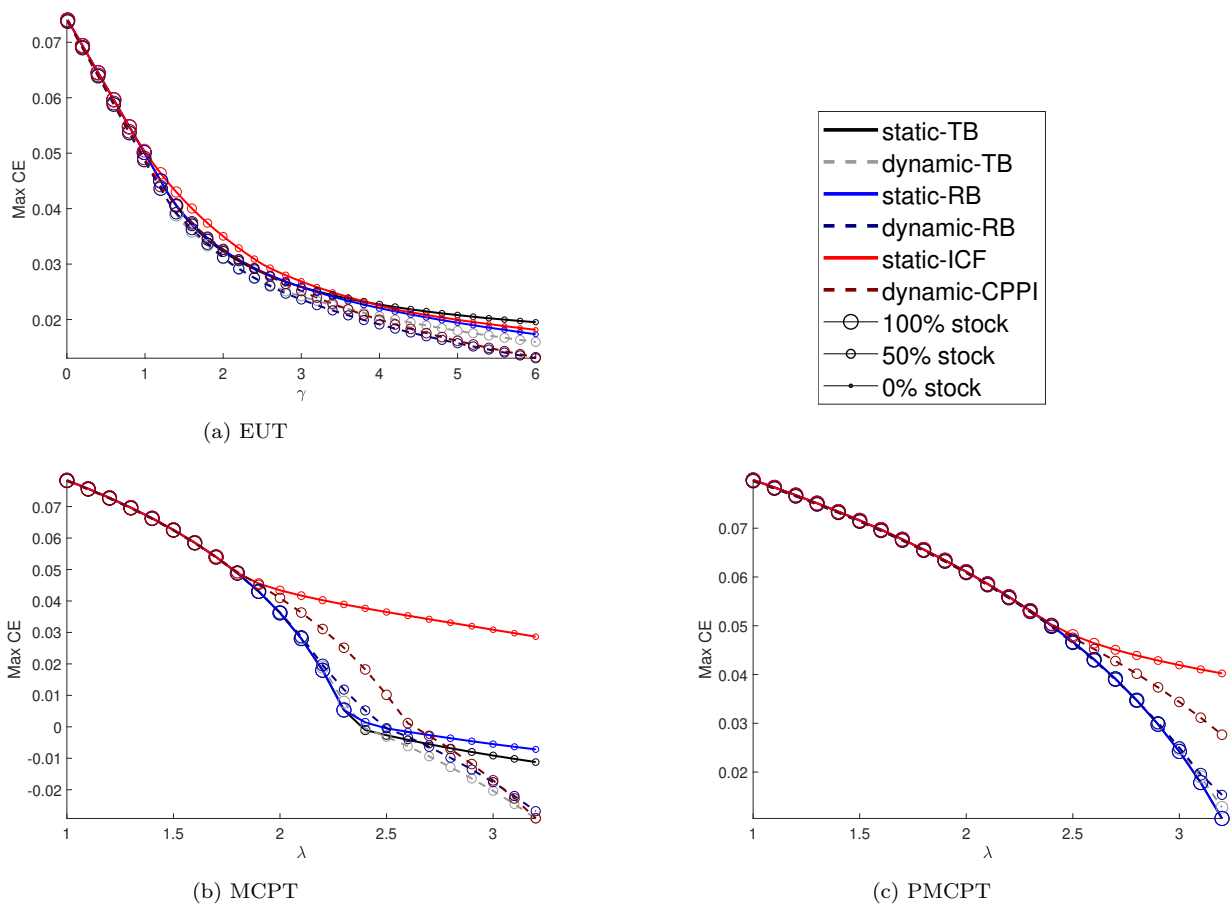 0.07
0.06
0.05
0.04
0.03
0.02
Max CE
0 1 2 3 4 5 6
γ
(a) EUT
static-TB
dynamic-TB
static-RB
dynamic-RB
static-ICF
dynamic-CPPI
100% stock
50% stock
0% stock
0.07
0.06
0.05
0.04
0.03
0.02
0.01
0
-0.01
-0.02
Max CE
1 1.5 2 2.5 3
λ
(b) MCPT
0.07
0.06
0.05
0.04
0.03
0.02
Max CE
1 1.5 2 2.5 3
λ
(c) PMCPT